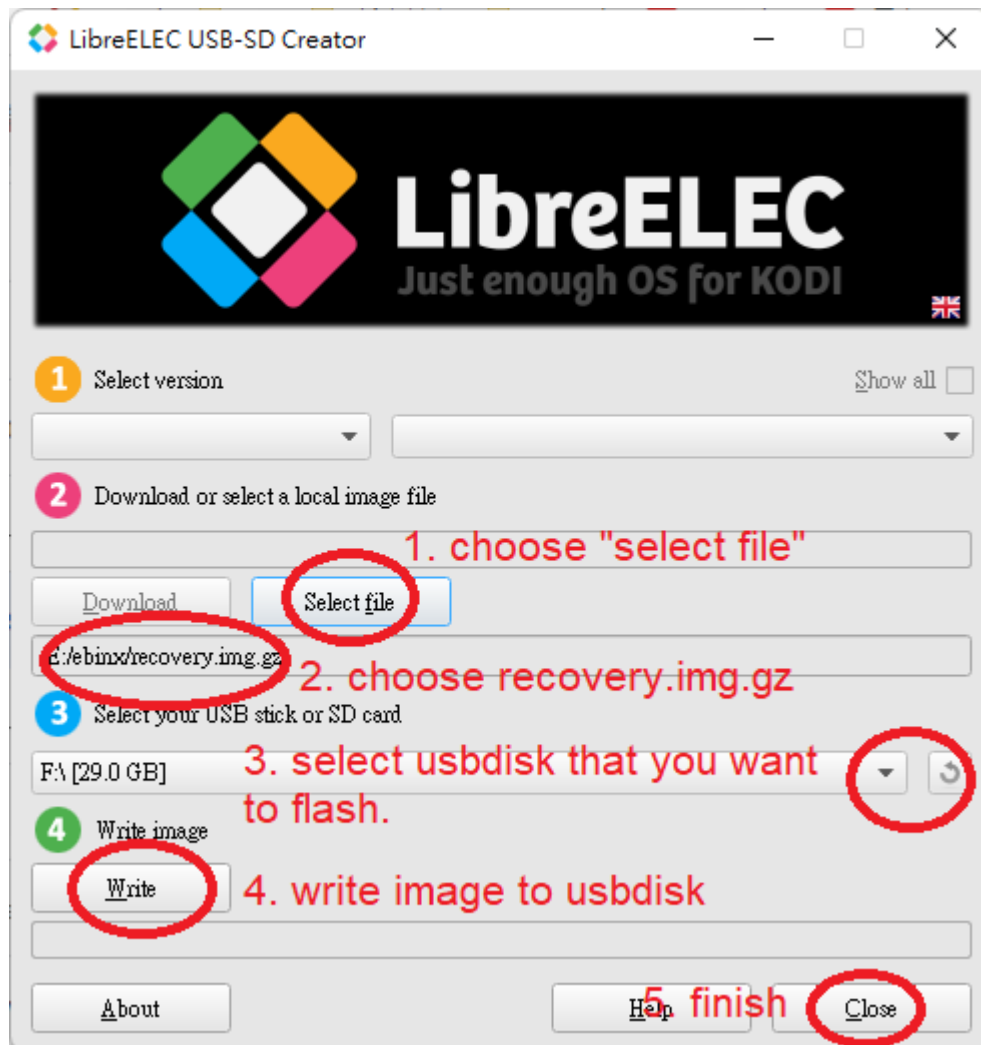 LibreELEC USB-SD Creator
LibreELEC
Just enough OS for KODI
1 Select version
Show all
2 Download or select a local image file
1. choose "select file"
Download
Select file
E:/ebinx/recovery.img.gz
2. choose recovery.img.gz
3 Select your USB stick or SD card
F:\ [29.0 GB]
3. select usbdisk that you want
to flash.
4 Write image
Write
4. write image to usbdisk
About
Help
5. finish
Close